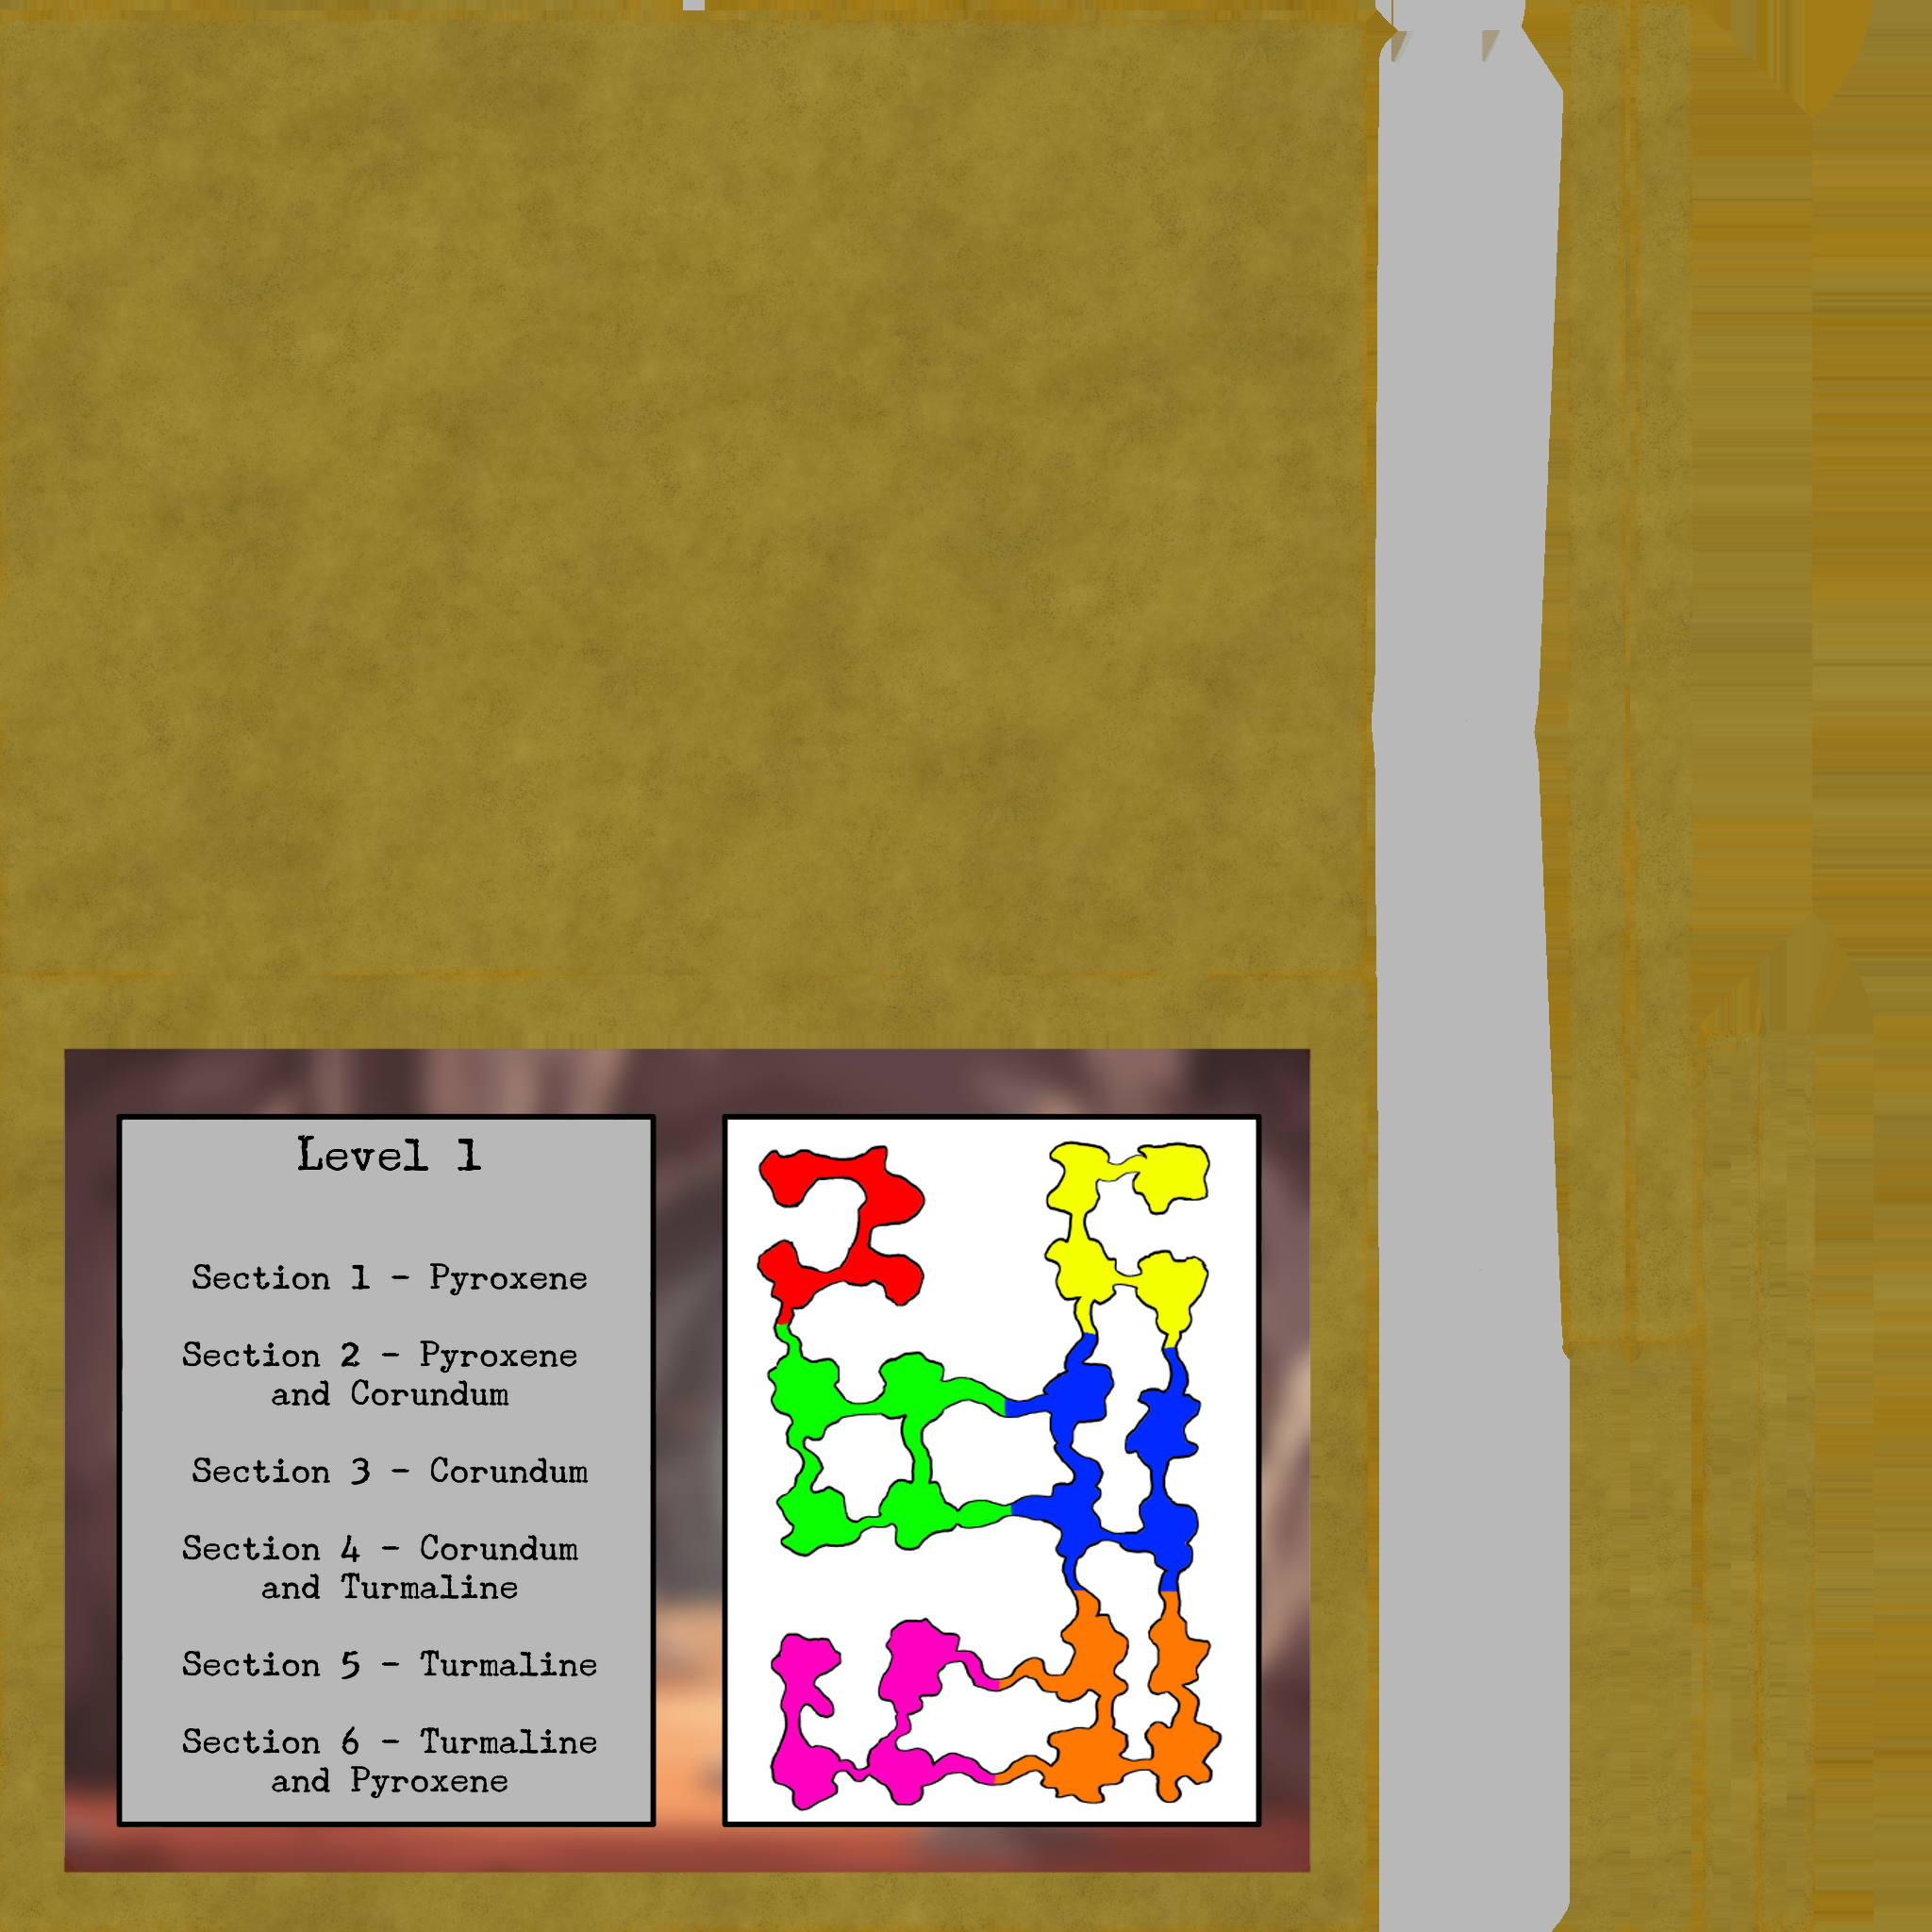 Level 1
Section 1 - Pyroxene
Section 2 - Pyroxene
and Corundum
Section 3 - Corundum
Section 4 - Corundum
and Turmaline
Section 5 - Turmaline
Section 6 - Turmaline
and Pyroxene